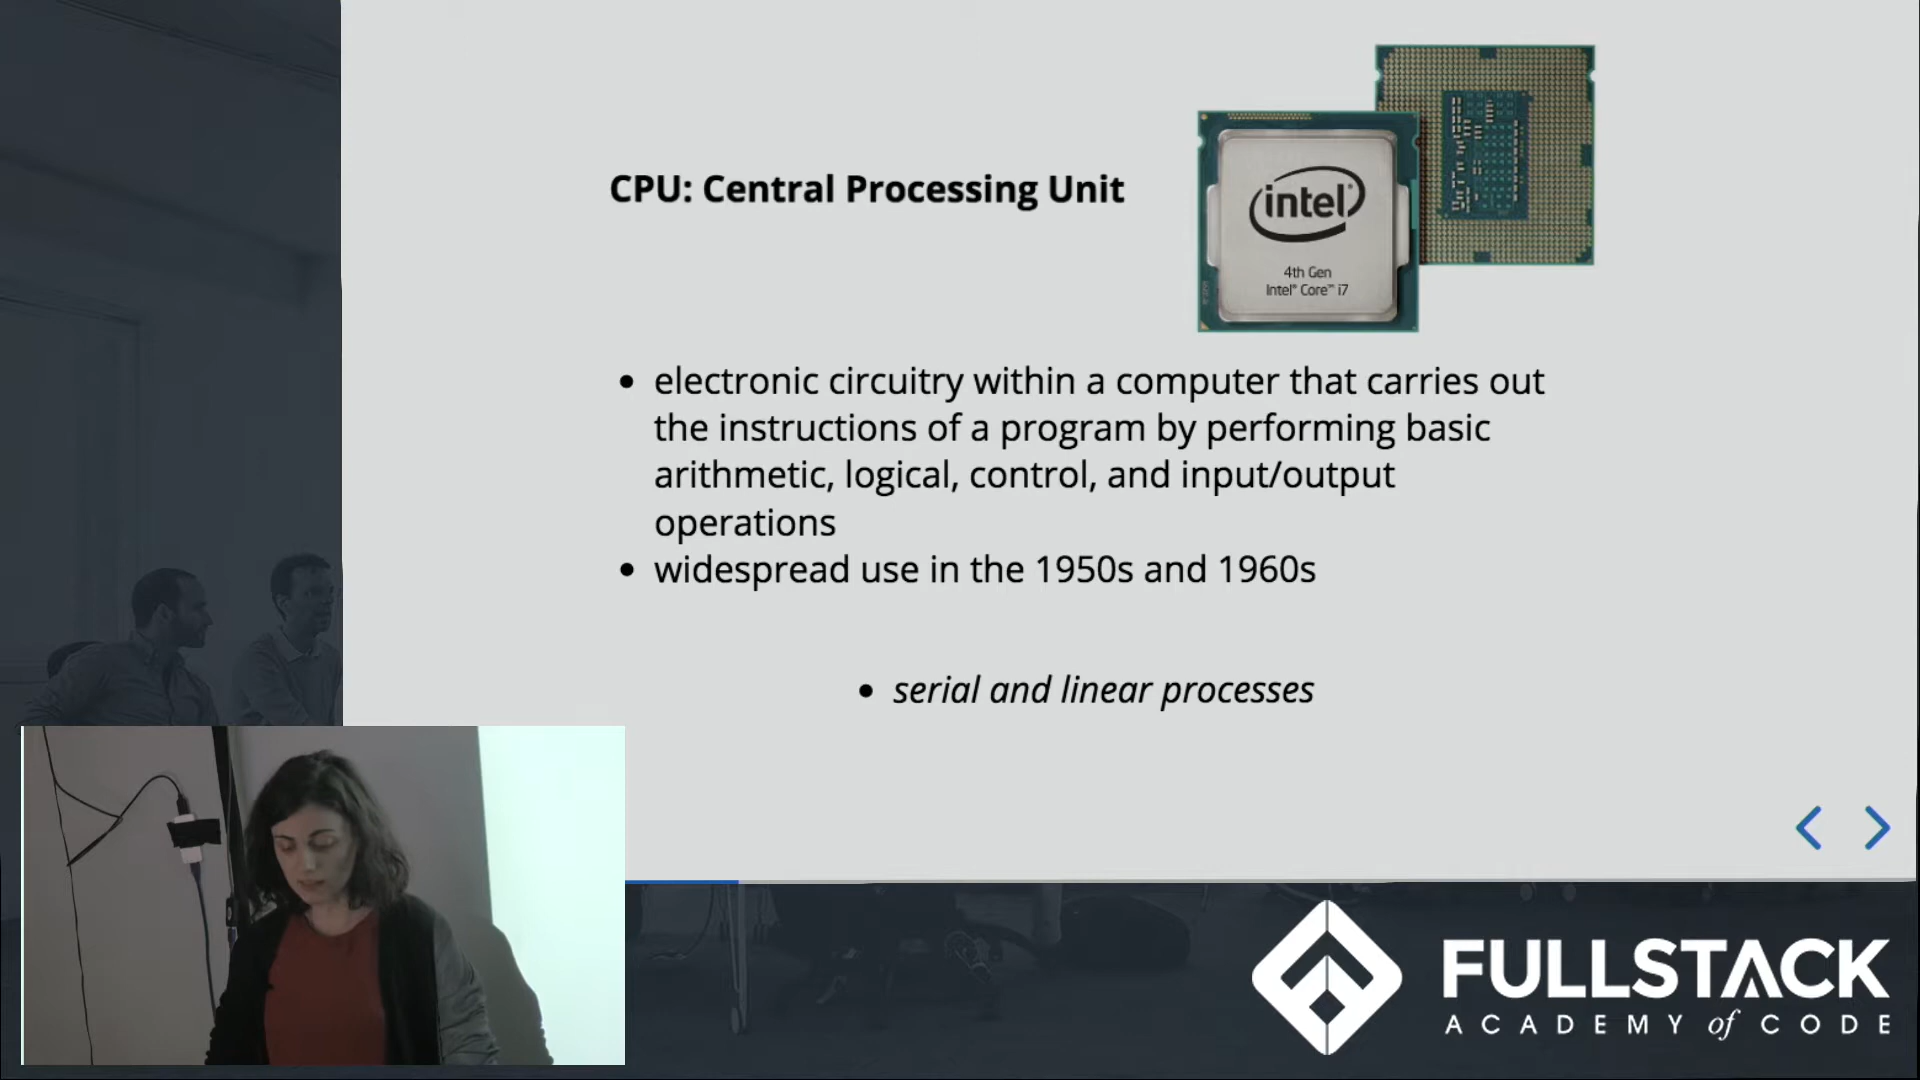 CPU: Central Processing Unit
intel®
4th Gen
Intel® Core™ i7
• electronic circuitry within a computer that carries out
the instructions of a program by performing basic
arithmetic, logical, control, and input/output
operations
• widespread use in the 1950s and 1960s
• serial and linear processes
FULLSTACK
ACADEMY of CODE